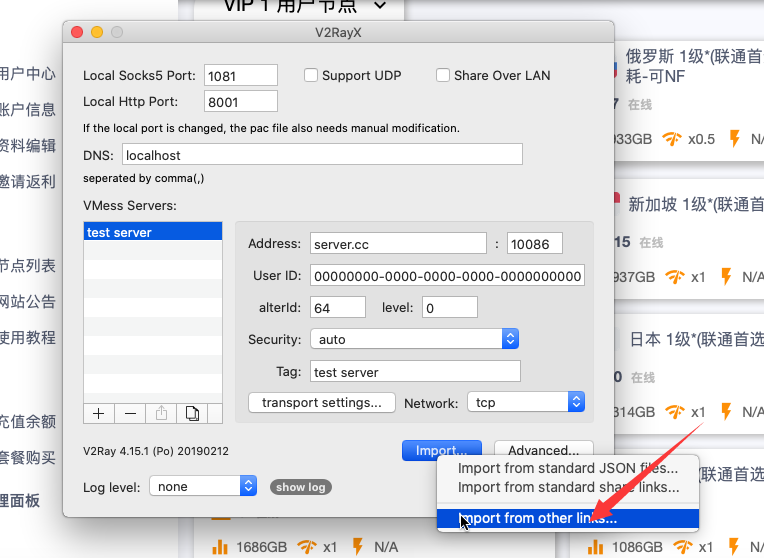 VIP 1 用户节点
V2RayX
用户中心
账户信息
资料编辑
邀请返利
节点列表
网站公告
使用教程
充值余额
套餐购买
理面板
Local Socks5 Port: 1081 Support UDP Share Over LAN
Local Http Port: 8001
If the local port is changed, the pac file also needs manual modification.
DNS: localhost
seperated by comma(,)
VMess Servers:
test server
Address: server.cc : 10086
User ID: 00000000-0000-0000-0000-0000000000
alterId: 64 level: 0
Security: auto
Tag: test server
transport settings... Network: tcp
V2Ray 4.15.1 (Po) 20190212 Import... Advanced...
Log level: none show log
Import from standard JSON files...
Import from standard share links...
Import from other links...
俄罗斯 1级*(联通首
耗-可NF
7 在线
933GB x0.5 N/
新加坡 1级*(联通首
15 在线
937GB x1 N/
日本 1级*(联通首选
0 在线
314GB x1 N/
(联通首选
1686GB x1 N/A
1086GB x1 N/